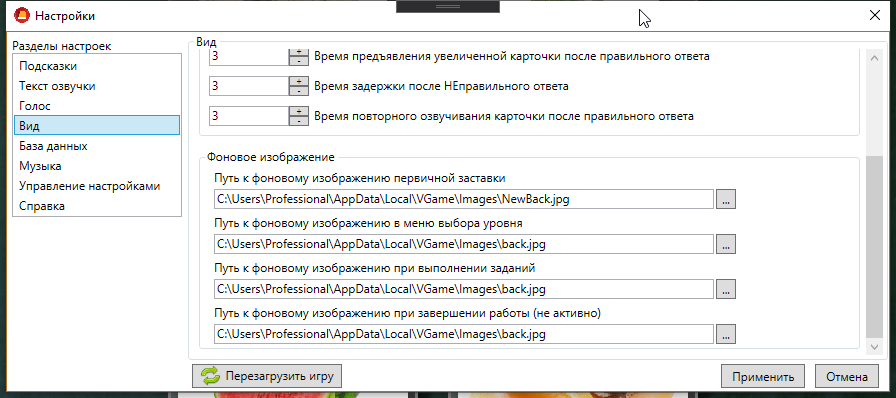 Настройки
Разделы настроек
Подсказки
Текст озвучки
Голос
Вид
База данных
Музыка
Управление настройками
Справка
Вид
3 + - Время предъявления увеличенной карточки после правильного ответа
3 + - Время задержки после НЕправильного ответа
3 + - Время повторного озвучивания карточки после правильного ответа
Фоновое изображение
Путь к фоновому изображению первичной заставки
C:\Users\Professional\AppData\Local\VGame\Images\NewBack.jpg ...
Путь к фоновому изображению в меню выбора уровня
C:\Users\Professional\AppData\Local\VGame\Images\back.jpg ...
Путь к фоновому изображению при выполнении заданий
C:\Users\Professional\AppData\Local\VGame\Images\back.jpg ...
Путь к фоновому изображению при завершении работы (не активно)
C:\Users\Professional\AppData\Local\VGame\Images\back.jpg ...
Перезагрузить игру
Применить
Отмена